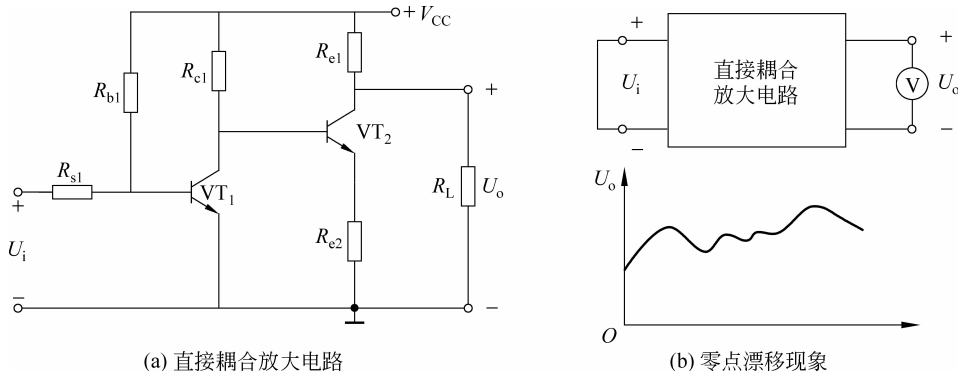 + V_CC
R_b1
R_c1
R_e1
+
VT_2
R_s1
VT_1
R_L
U_o
+
R_e2
U_i
−
−
(a) 直接耦合放大电路
+
+
U_i
直接耦合
放大电路
V
U_o
−
−
U_o
O
(b) 零点漂移现象